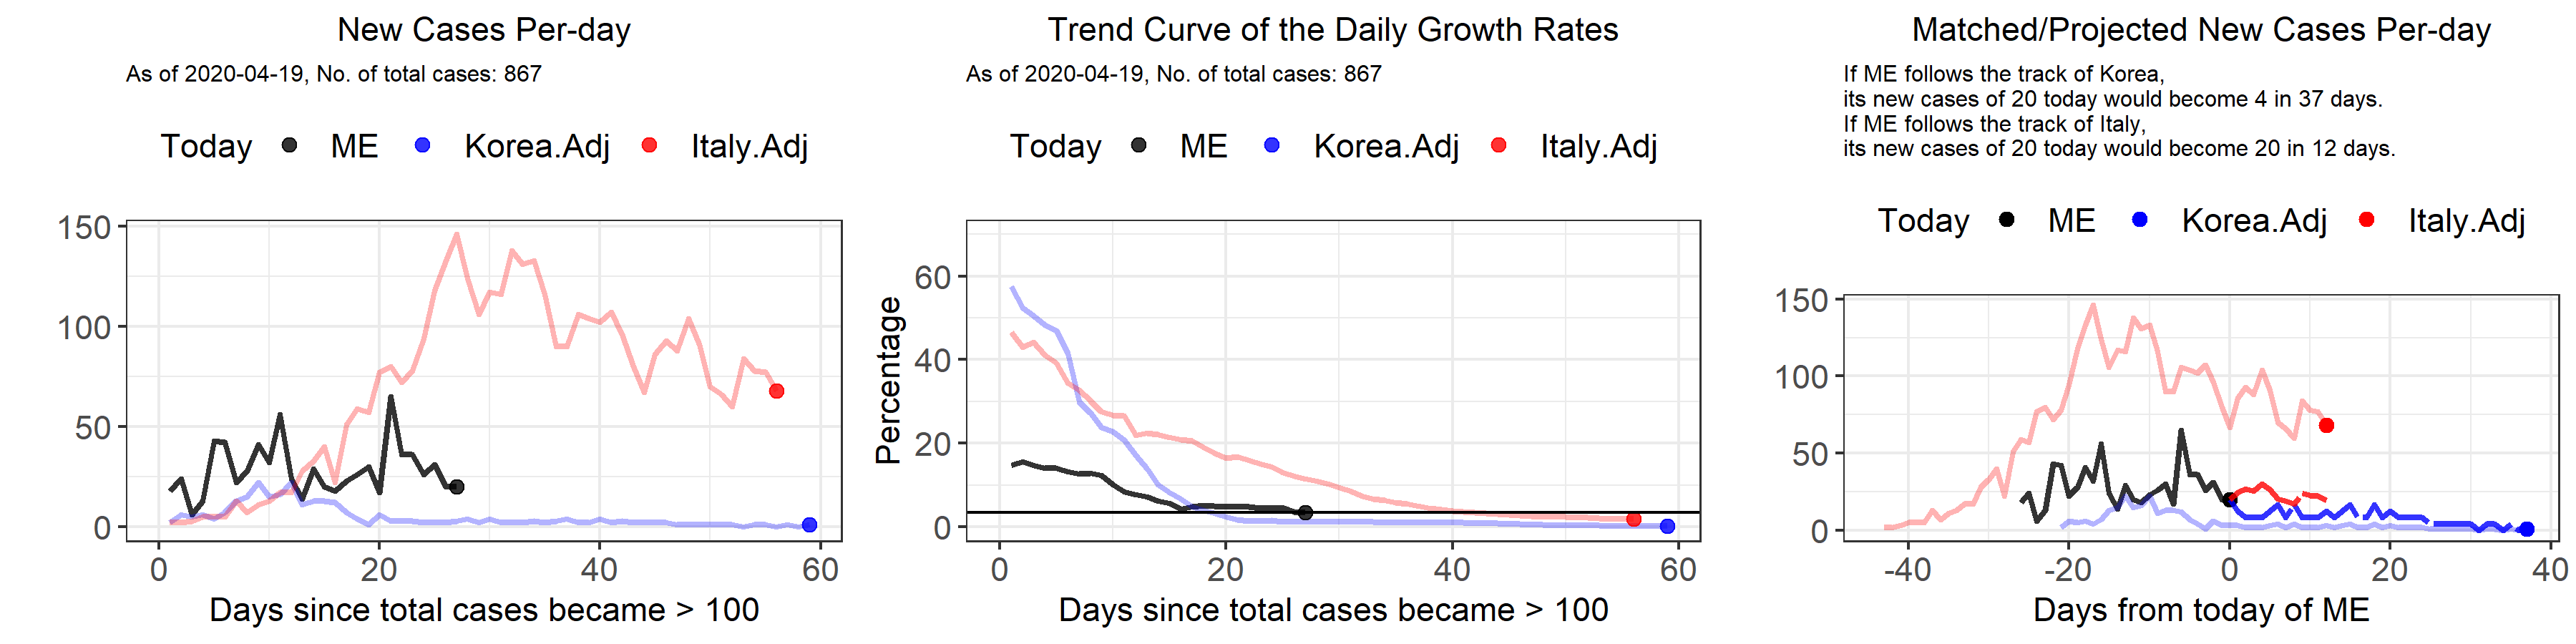 New Cases Per-day
As of 2020-04-19, No. of total cases: 867
Today ME Korea.Adj Italy.Adj
150
100
50
0
0 20 40 60
Days since total cases became > 100
Trend Curve of the Daily Growth Rates
As of 2020-04-19, No. of total cases: 867
Today ME Korea.Adj Italy.Adj
Percentage
60
40
20
0
0 20 40 60
Days since total cases became > 100
Matched/Projected New Cases Per-day
If ME follows the track of Korea,
its new cases of 20 today would become 4 in 37 days.
If ME follows the track of Italy,
its new cases of 20 today would become 20 in 12 days.
Today ME Korea.Adj Italy.Adj
150
100
50
0
-40 -20 0 20 40
Days from today of ME